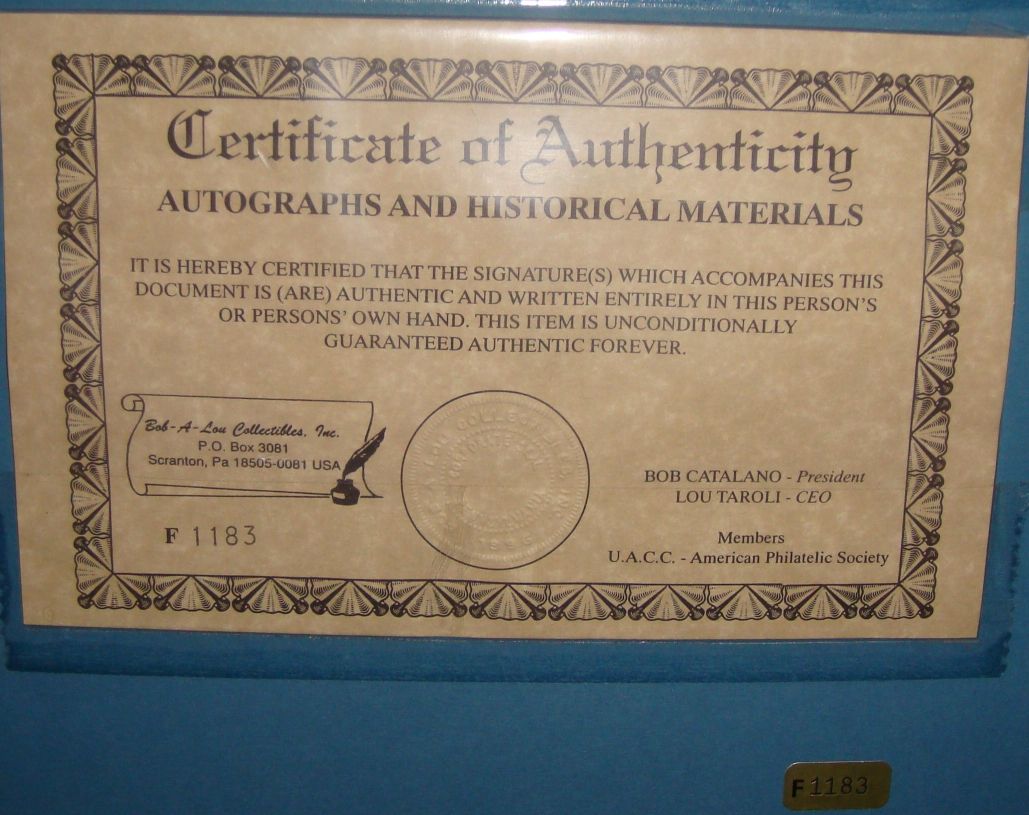 Certificate of Authenticity
AUTOGRAPHS AND HISTORICAL MATERIALS
IT IS HEREBY CERTIFIED THAT THE SIGNATURE(S) WHICH ACCOMPANIES THIS
DOCUMENT IS (ARE) AUTHENTIC AND WRITTEN ENTIRELY IN THIS PERSON'S
OR PERSONS' OWN HAND. THIS ITEM IS UNCONDITIONALLY
GUARANTEED AUTHENTIC FOREVER.
Bob-A-Lou Collectibles, Inc.
P.O. Box 3081
Scranton, Pa 18505-0081 USA
F 1183
BOB CATALANO - President
LOU TAROLI - CEO
Members
U.A.C.C. - American Philatelic Society
F1183